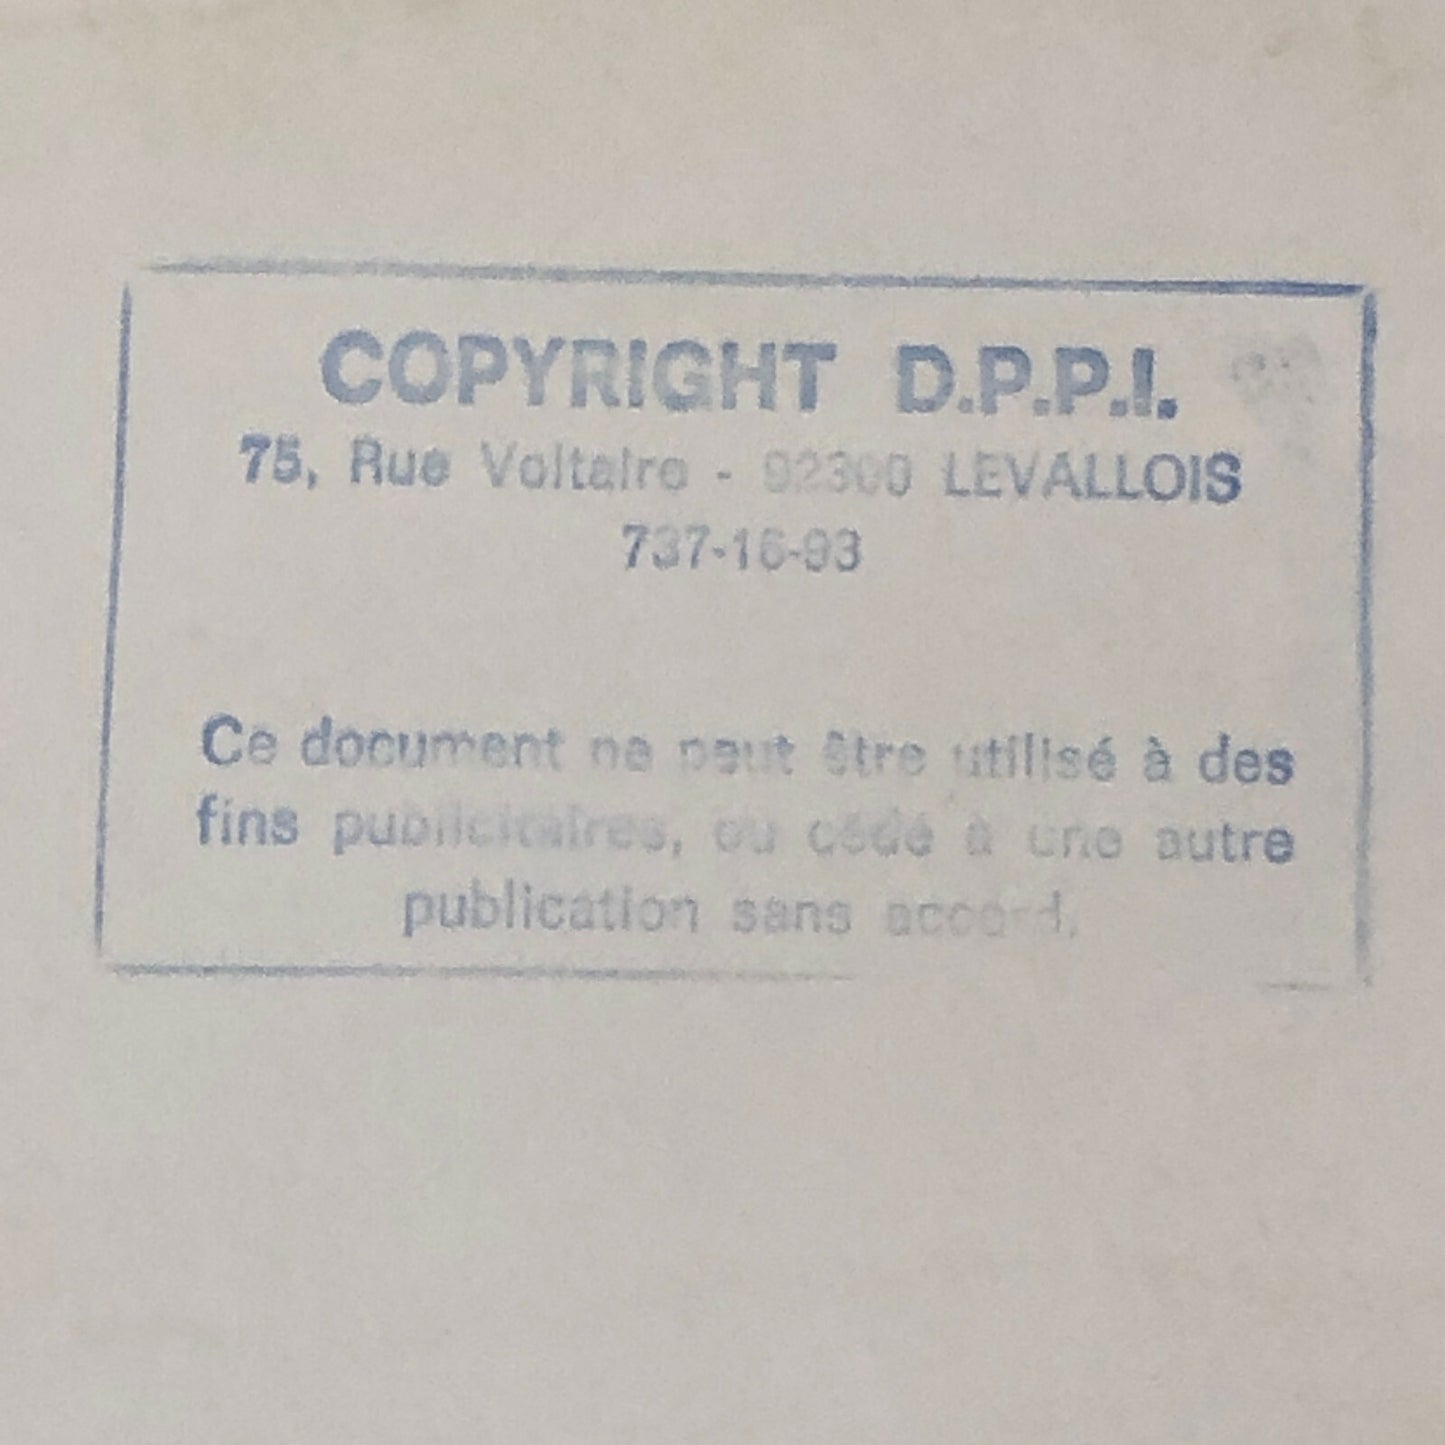 COPYRIGHT D.P.P.I.
75, Rue Voltaire - 92300 LEVALLOIS
737-16-93
Ce document ne peut être utilisé à des
fins publicitaires, ou cédé à une autre
publication sans accord.